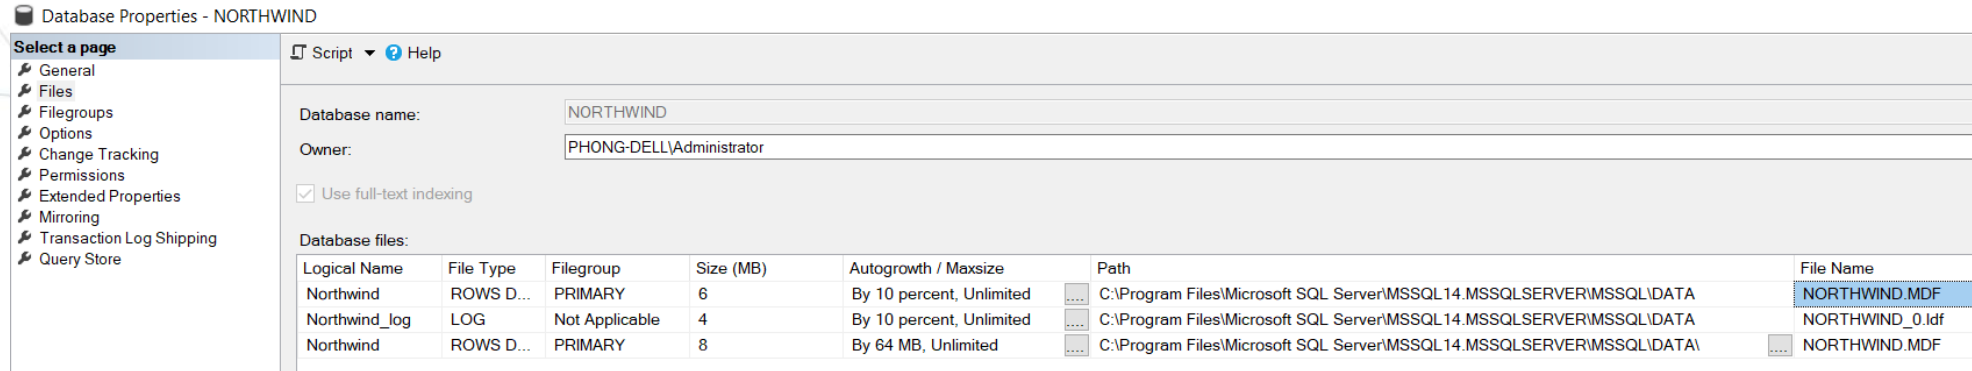 Database Properties - NORTHWIND
Select a page
General
Files
Filegroups
Options
Change Tracking
Permissions
Extended Properties
Mirroring
Transaction Log Shipping
Query Store
Script Help
Database name: NORTHWIND
Owner: PHONG-DELL\Administrator
Use full-text indexing
Database files:
Logical Name File Type Filegroup Size (MB) Autogrowth / Maxsize Path File Name
Northwind ROWS D... PRIMARY 6 By 10 percent, Unlimited .... C:\Program Files\Microsoft SQL Server\MSSQL14.MSSQLSERVER\MSSQL\DATA NORTHWIND.MDF
Northwind_log LOG Not Applicable 4 By 10 percent, Unlimited .... C:\Program Files\Microsoft SQL Server\MSSQL14.MSSQLSERVER\MSSQL\DATA NORTHWIND_0.ldf
Northwind ROWS D... PRIMARY 8 By 64 MB, Unlimited .... C:\Program Files\Microsoft SQL Server\MSSQL14.MSSQLSERVER\MSSQL\DATA\ .... NORTHWIND.MDF